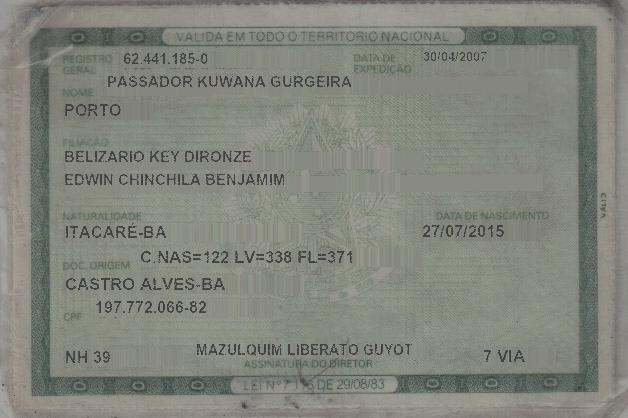 VALIDA EM TODO O TERRITÓRIO NACIONAL
REGISTRO GERAL 62.441.185-0 DATA DE EXPEDIÇÃO 30/04/2007
NOME PASSADOR KUWANA GURGEIRA
PORTO
FILIAÇÃO
BELIZARIO KEY DIRONZE
EDWIN CHINCHILA BENJAMIM
NATURALIDADE DATA DE NASCIMENTO
ITACARÉ-BA 27/07/2015
DOC. ORIGEM C.NAS=122 LV=338 FL=371
CASTRO ALVES-BA
CPF 197.772.066-82
NH 39 MAZULQUIM LIBERATO GUYOT 7 VIA
ASSINATURA DO DIRETOR
LEI Nº 7.116 DE 29/08/83